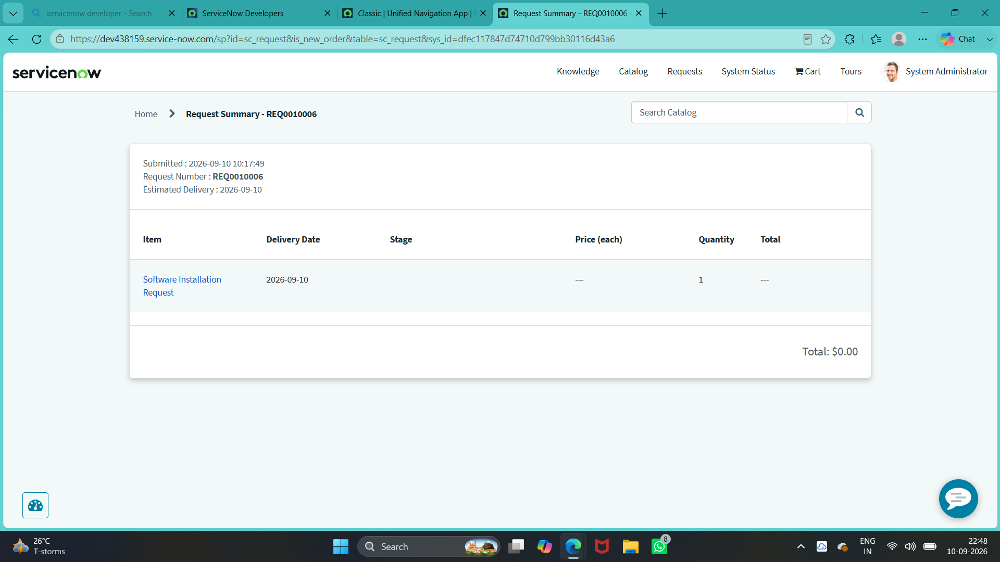 servicenow developer - Search
ServiceNow Developers
Classic | Unified Navigation App |
Request Summary - REQ0010006 -
https://dev438159.service-now.com/sp?id=sc_request&is_new_order&table=sc_request&sys_id=dfec117847d74710d799bb30116d43a6
Chat
servicenow
Knowledge
Catalog
Requests
System Status
Cart
Tours
System Administrator
Home
Request Summary - REQ0010006
Search Catalog
Submitted : 2026-09-10 10:17:49
Request Number : REQ0010006
Estimated Delivery : 2026-09-10
Item Delivery Date Stage Price (each) Quantity Total
Software Installation 2026-09-10 --- 1 ---
Request
Total: $0.00
26°C
T-storms
Search
8
ENG
IN
22:48
10-09-2026